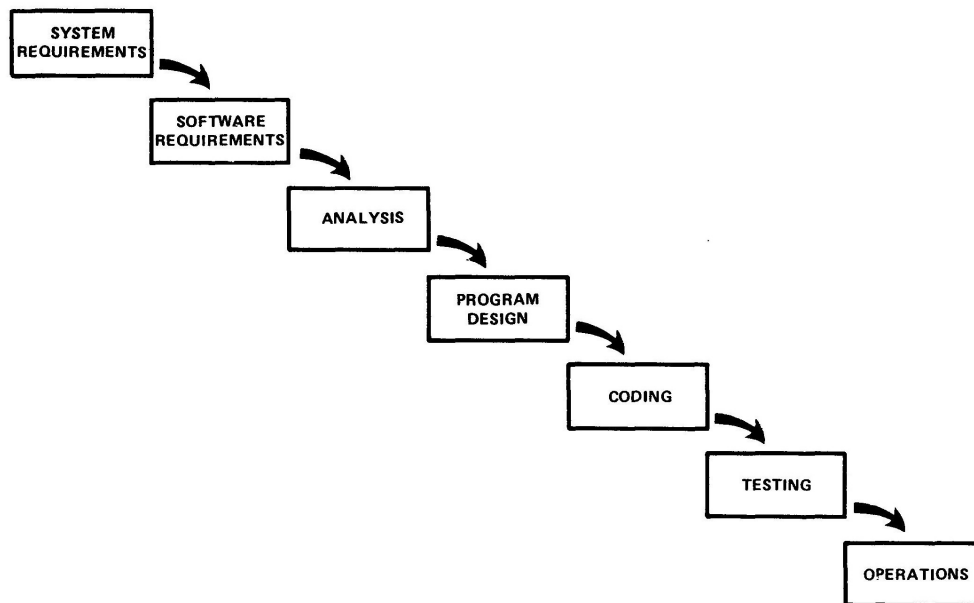 SYSTEM
REQUIREMENTS
SOFTWARE
REQUIREMENTS
ANALYSIS
PROGRAM
DESIGN
CODING
TESTING
OPERATIONS